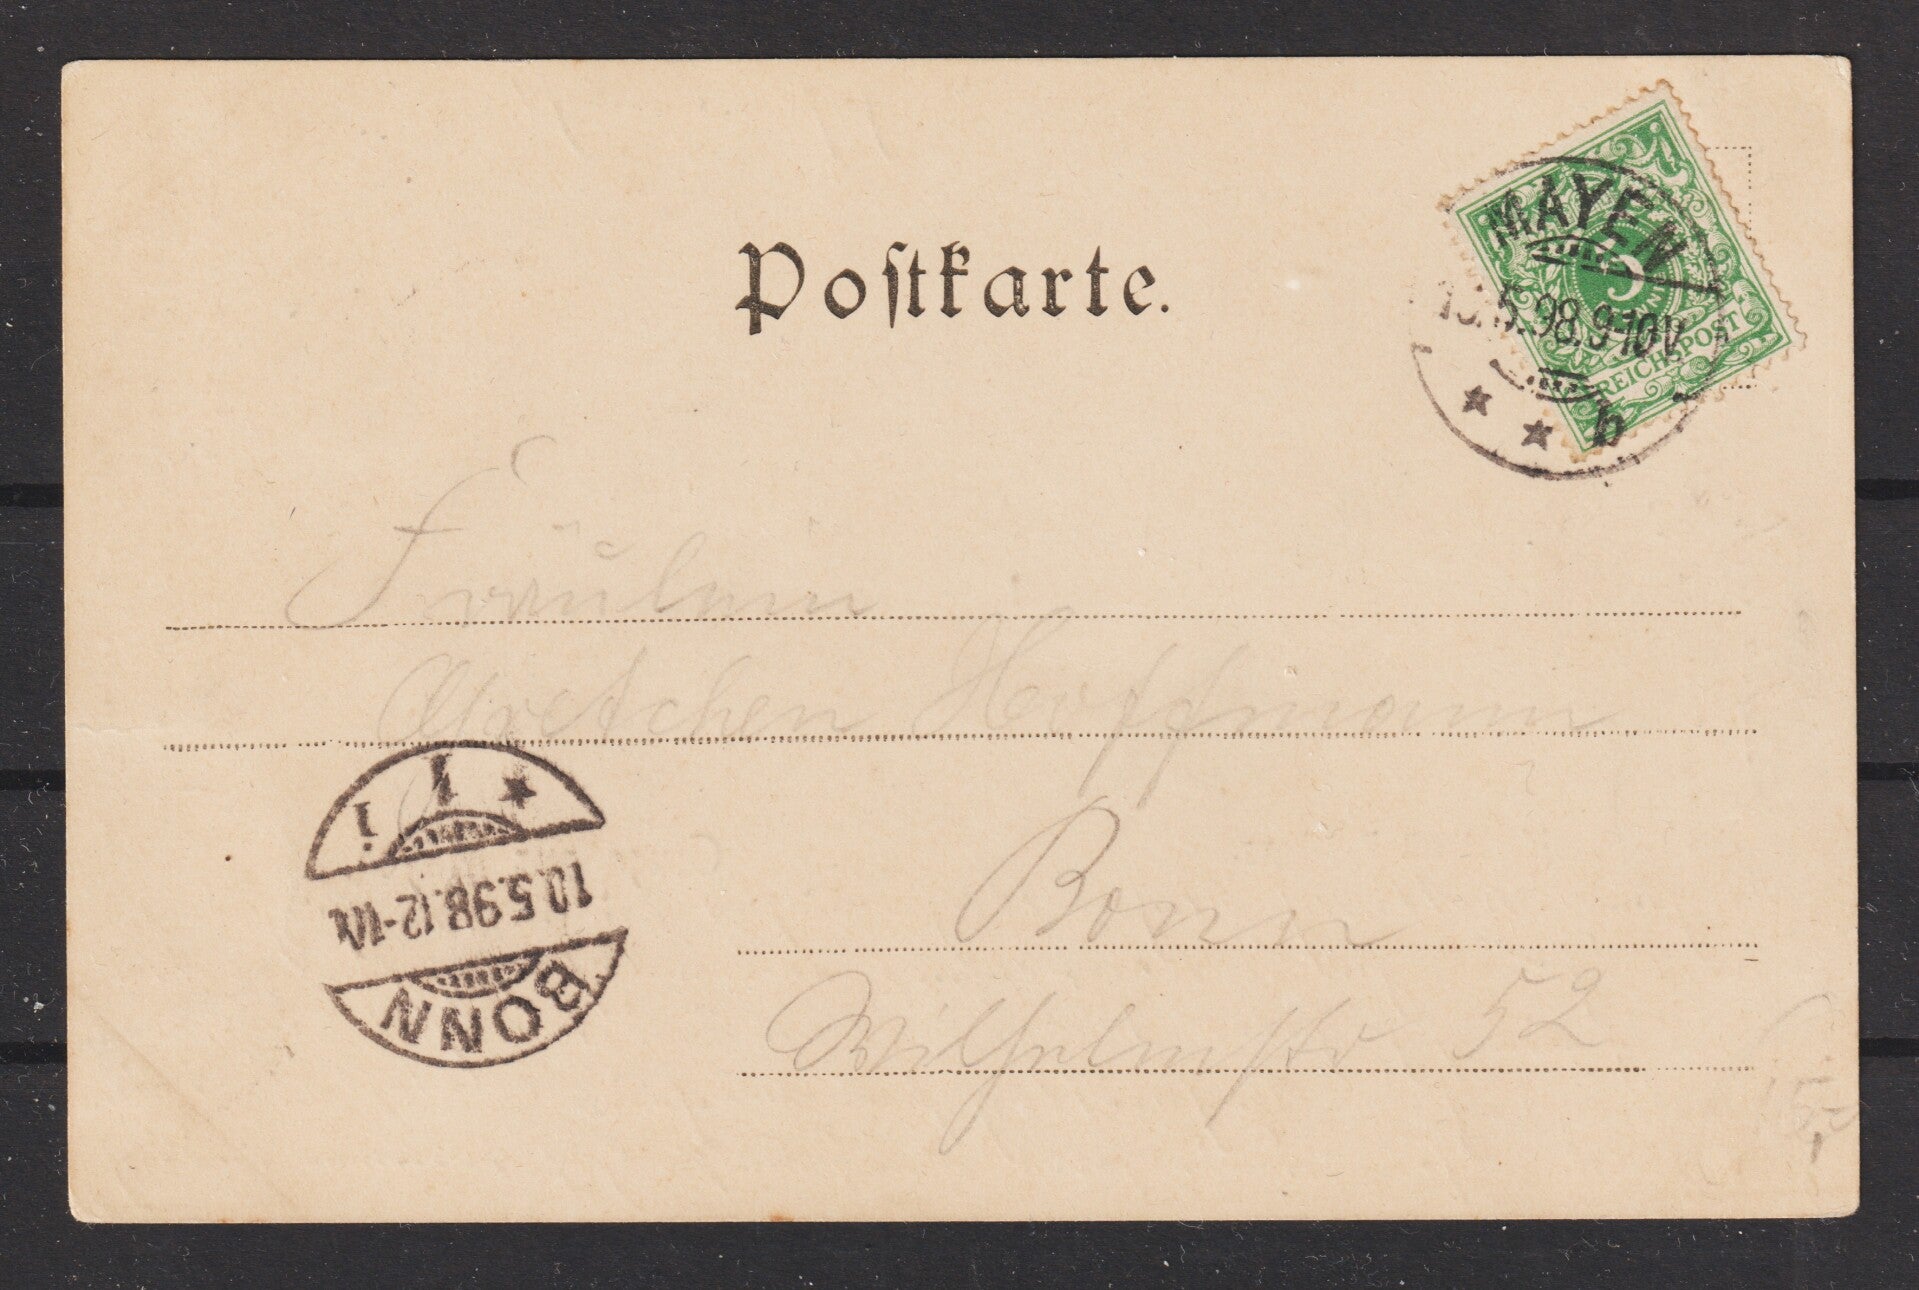 Postkarte.
MAYEN
5.98.9-10V.
b
5
REICHSPOST
Fräulein
Gretchen Hoffmann
Bonn
Wilhelmstr 52
BONN
10.5.98.12-1N
1 i